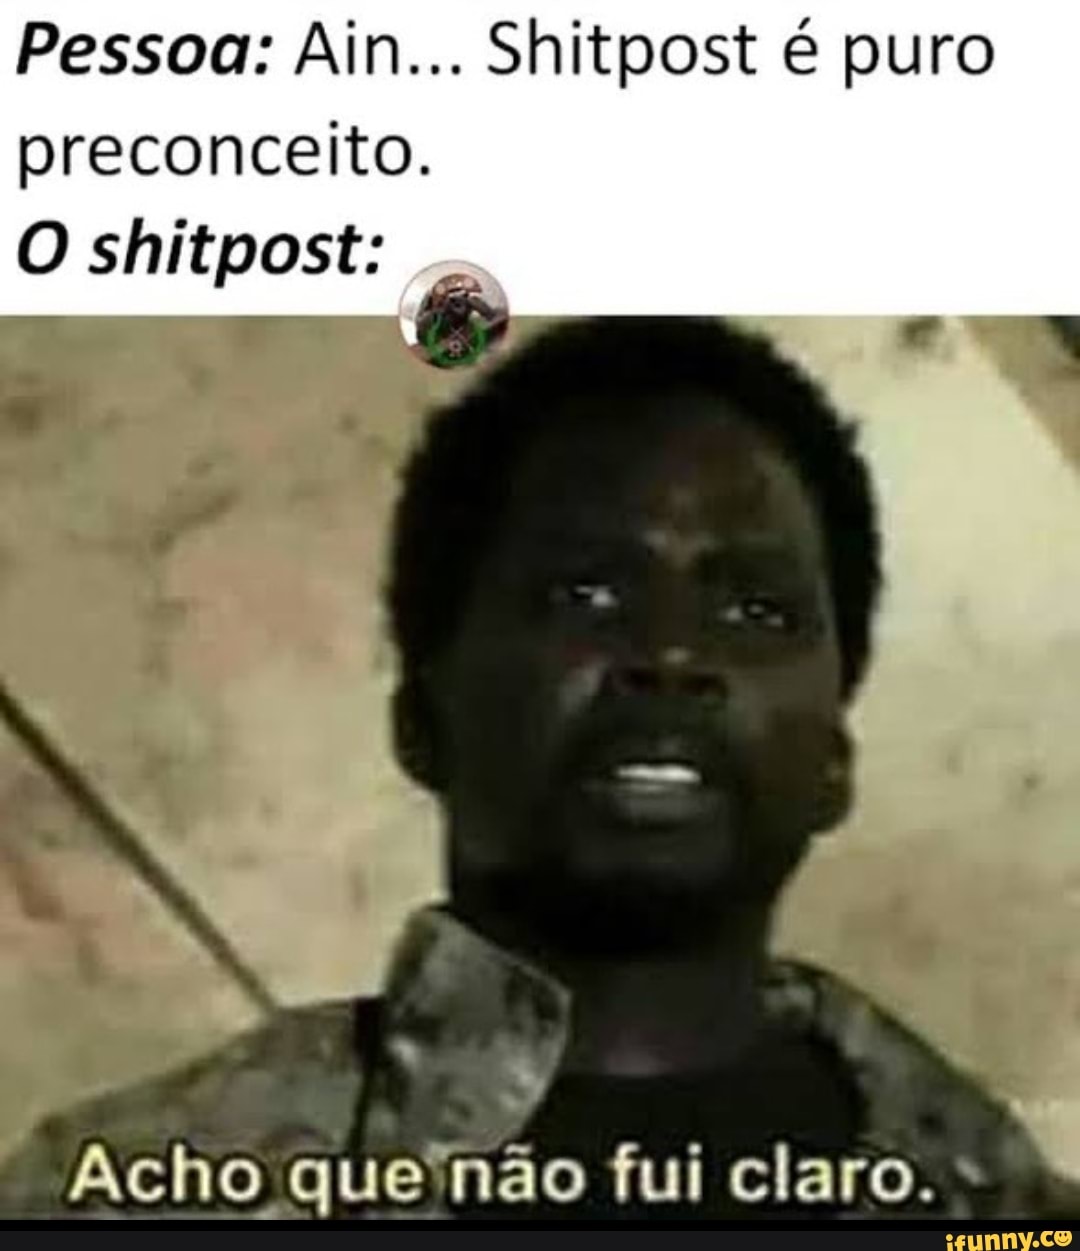 Pessoa: Ain... Shitpost é puro
preconceito.
O shitpost:
Acho que não fui claro.
ifunny.co